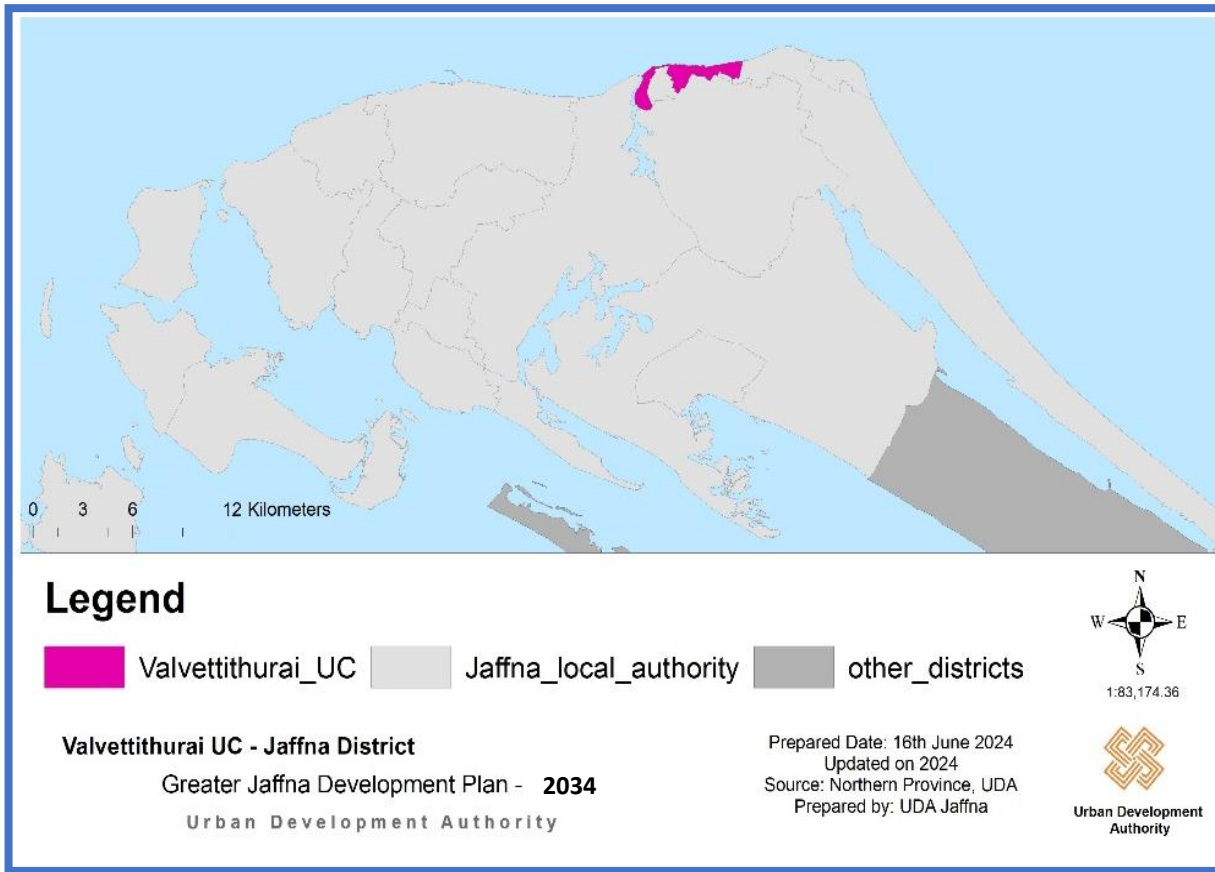 0 3 6 12 Kilometers
Legend
Valvettithurai_UC Jaffna_local_authority other_districts
N
W E
S
1:83,174.36
Valvettithurai UC - Jaffna District
Greater Jaffna Development Plan - 2034
Urban Development Authority
Prepared Date: 16th June 2024
Updated on 2024
Source: Northern Province, UDA
Prepared by: UDA Jaffna
Urban Development
Authority